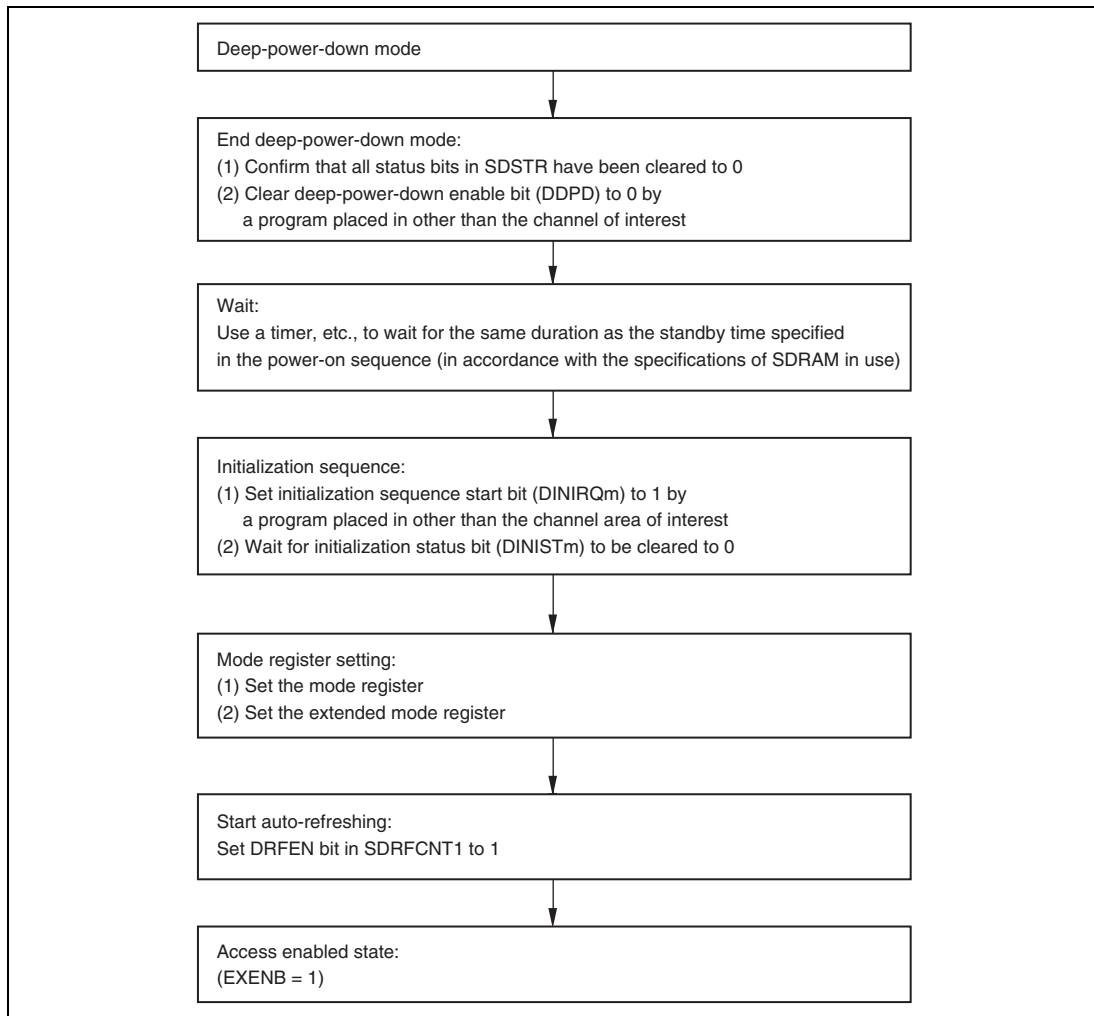 Deep-power-down mode
End deep-power-down mode:
(1) Confirm that all status bits in SDSTR have been cleared to 0
(2) Clear deep-power-down enable bit (DDPD) to 0 by
a program placed in other than the channel of interest
Wait:
Use a timer, etc., to wait for the same duration as the standby time specified
in the power-on sequence (in accordance with the specifications of SDRAM in use)
Initialization sequence:
(1) Set initialization sequence start bit (DINIRQm) to 1 by
a program placed in other than the channel area of interest
(2) Wait for initialization status bit (DINISTm) to be cleared to 0
Mode register setting:
(1) Set the mode register
(2) Set the extended mode register
Start auto-refreshing:
Set DRFEN bit in SDRFCNT1 to 1
Access enabled state:
(EXENB = 1)